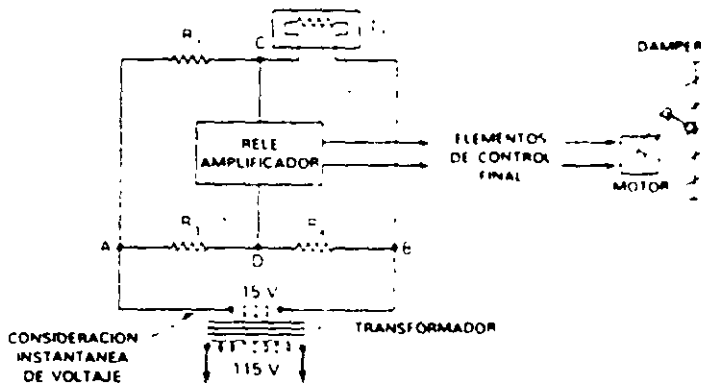 C
DAMPER
RELE
AMPLIFICADOR
ELEMENTOS
DE CONTROL
FINAL
MOTOR
A
D
B
15 V
TRANSFORMADOR
CONSIDERACION
INSTANTANEA
DE VOLTAJE
115 V